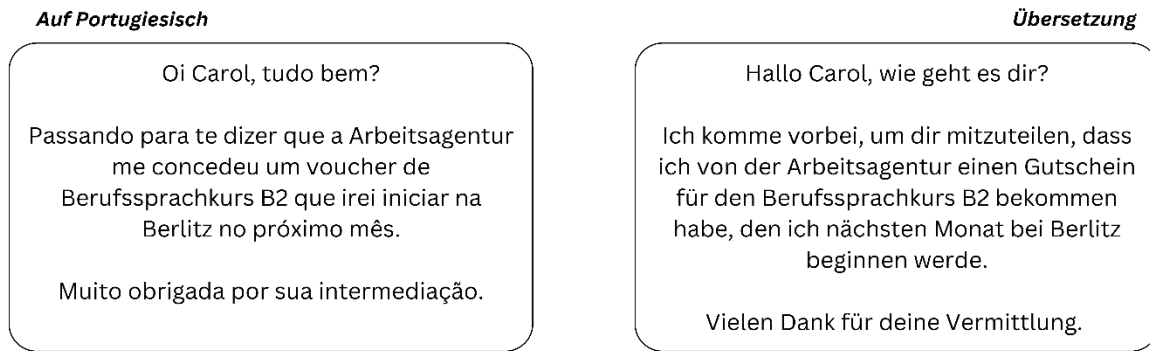 Auf Portugiesisch
Oi Carol, tudo bem?
Passando para te dizer que a Arbeitsagentur
me concedeu um voucher de
Berufssprachkurs B2 que irei iniciar na
Berlitz no próximo mês.
Muito obrigada por sua intermediação.
Übersetzung
Hallo Carol, wie geht es dir?
Ich komme vorbei, um dir mitzuteilen, dass
ich von der Arbeitsagentur einen Gutschein
für den Berufssprachkurs B2 bekommen
habe, den ich nächsten Monat bei Berlitz
beginnen werde.
Vielen Dank für deine Vermittlung.